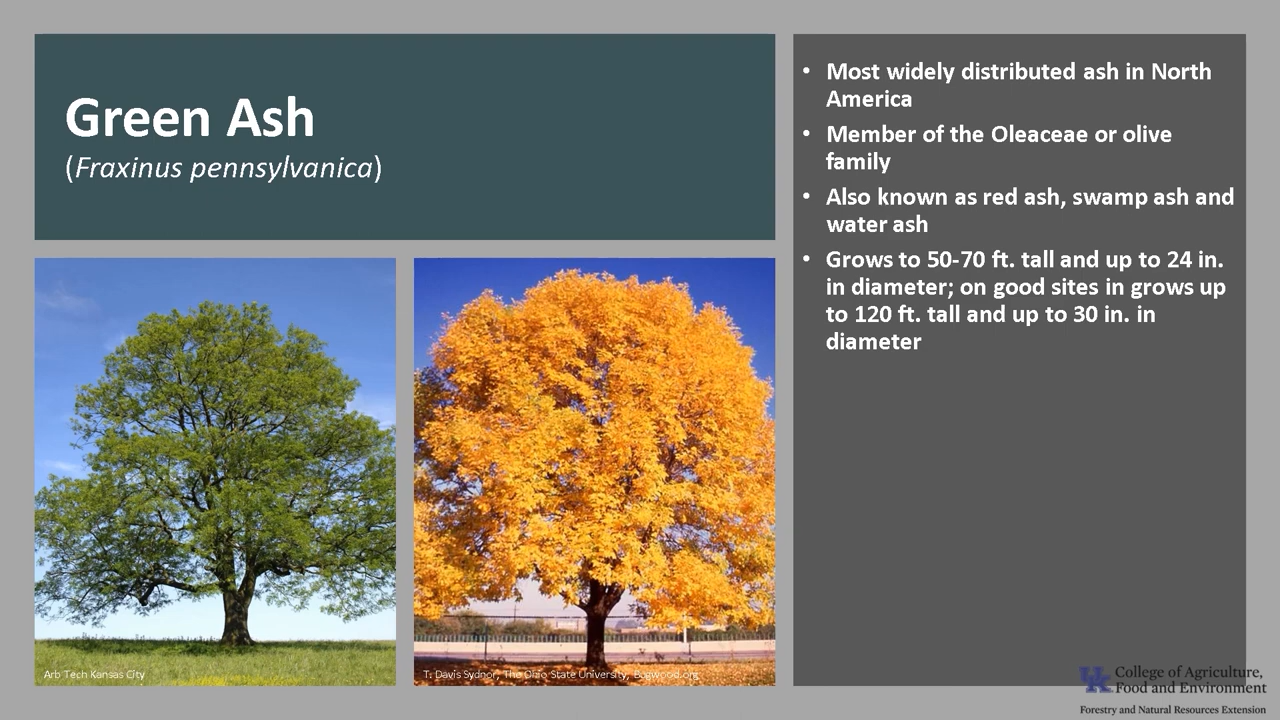 Green Ash
(Fraxinus pennsylvanica)
• Most widely distributed ash in North
America
• Member of the Oleaceae or olive
family
• Also known as red ash, swamp ash and
water ash
• Grows to 50-70 ft. tall and up to 24 in.
in diameter; on good sites in grows up
to 120 ft. tall and up to 30 in. in
diameter
Arb Tech Kansas City
T. Davis Sydnor, The Ohio State University, Bugwood.org
UK College of Agriculture,
Food and Environment
Forestry and Natural Resources Extension